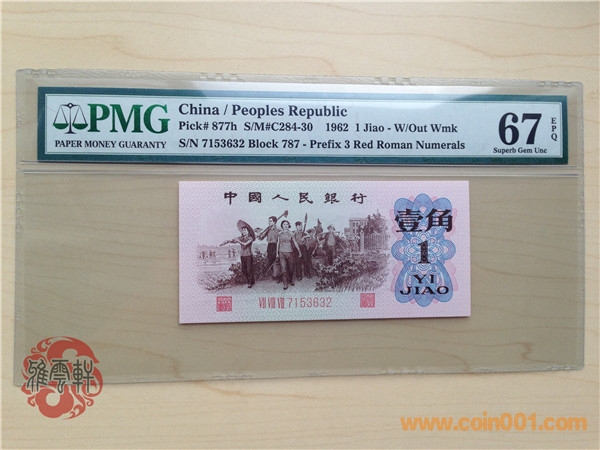 PMG
PAPER MONEY GUARANTY
China / Peoples Republic
Pick# 877h S/M#C284-30 1962 1 Jiao - W/Out Wmk
S/N 7153632 Block 787 - Prefix 3 Red Roman Numerals
67 EPQ
Superb Gem Unc
中國人民銀行
壹角
1
YI
JIAO
VII VIII VII 7153632
雅雲軒
www.coin001.com